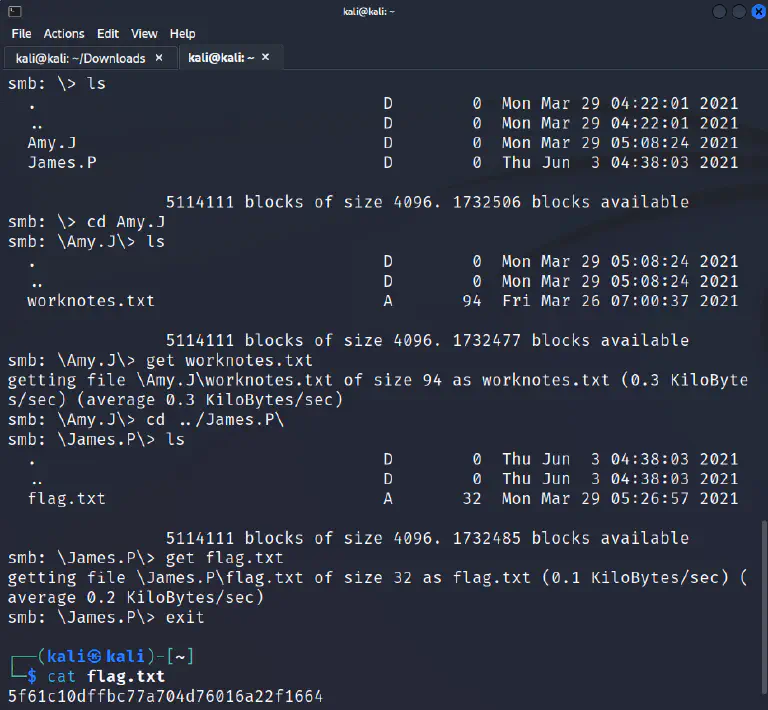 kali@kali: ~
File Actions Edit View Help
kali@kali: ~/Downloads × kali@kali: ~ ×
smb: \> ls
. D 0 Mon Mar 29 04:22:01 2021
.. D 0 Mon Mar 29 04:22:01 2021
Amy.J D 0 Mon Mar 29 05:08:24 2021
James.P D 0 Thu Jun 3 04:38:03 2021
5114111 blocks of size 4096. 1732506 blocks available
smb: \> cd Amy.J
smb: \Amy.J\> ls
. D 0 Mon Mar 29 05:08:24 2021
.. D 0 Mon Mar 29 05:08:24 2021
worknotes.txt A 94 Fri Mar 26 07:00:37 2021
5114111 blocks of size 4096. 1732477 blocks available
smb: \Amy.J\> get worknotes.txt
getting file \Amy.J\worknotes.txt of size 94 as worknotes.txt (0.3 KiloByte
s/sec) (average 0.3 KiloBytes/sec)
smb: \Amy.J\> cd ../James.P\
smb: \James.P\> ls
. D 0 Thu Jun 3 04:38:03 2021
.. D 0 Thu Jun 3 04:38:03 2021
flag.txt A 32 Mon Mar 29 05:26:57 2021
5114111 blocks of size 4096. 1732485 blocks available
smb: \James.P\> get flag.txt
getting file \James.P\flag.txt of size 32 as flag.txt (0.1 KiloBytes/sec) (
average 0.2 KiloBytes/sec)
smb: \James.P\> exit
┌──(kali㉿kali)-[~]
└─$ cat flag.txt
5f61c10dffbc77a704d76016a22f1664